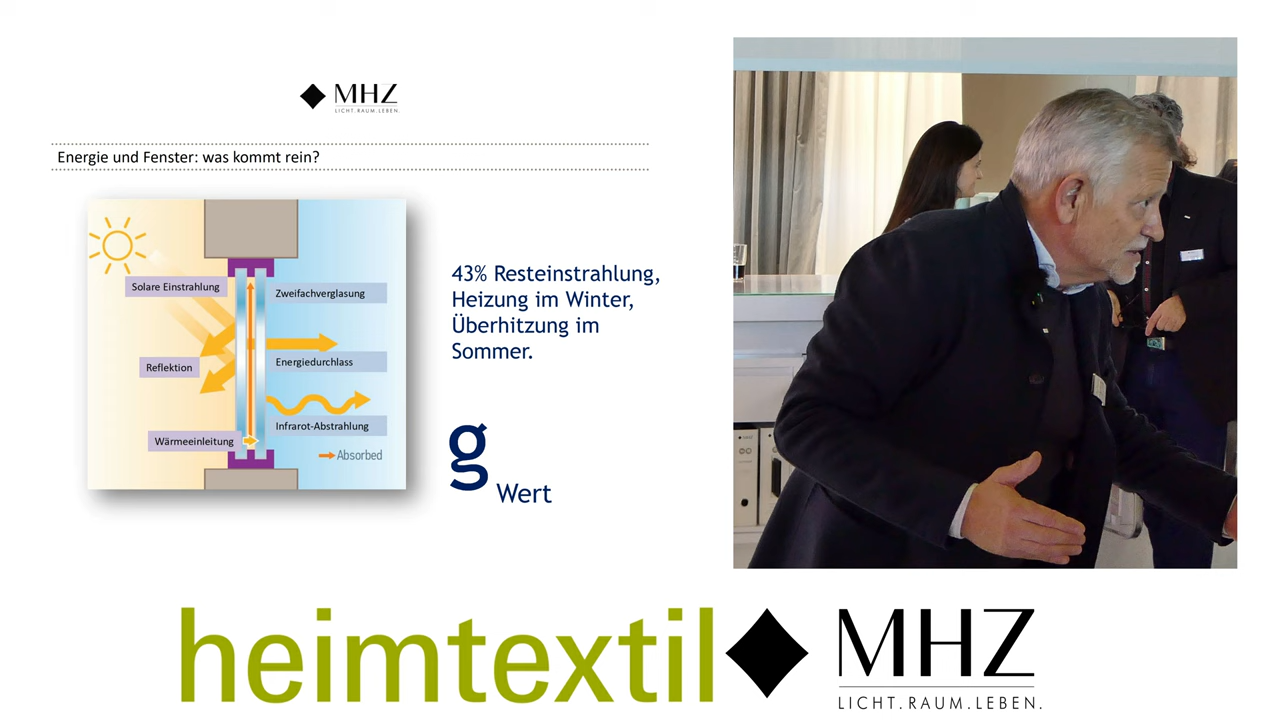 MHZ
LICHT.RAUM.LEBEN.
Energie und Fenster: was kommt rein?
Solare Einstrahlung
Zweifachverglasung
Reflektion
Energiedurchlass
Infrarot-Abstrahlung
Wärmeeinleitung
Absorbed
43% Resteinstrahlung,
Heizung im Winter,
Überhitzung im
Sommer.
g Wert
heimtextil
MHZ
LICHT.RAUM.LEBEN.